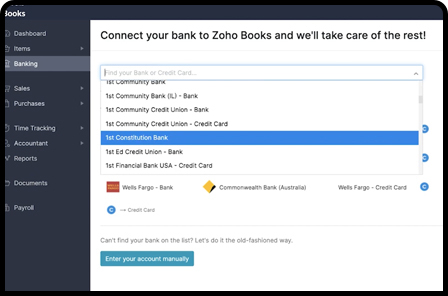 Books
Dashboard
Items
Banking
Sales
Purchases
Time Tracking
Accountant
Reports
Documents
Payroll
Connect your bank to Zoho Books and we'll take care of the rest!
Find your Bank or Credit Card...
1st Community Bank
1st Community Bank (IL) - Bank
1st Community Credit Union - Bank
1st Community Credit Union - Credit Card
1st Constitution Bank
1st Ed Credit Union - Bank
1st Financial Bank USA - Credit Card
Wells Fargo - Bank
Commonwealth Bank (Australia)
Wells Fargo - Credit Card
C
C
C
C → Credit Card
Can't find your bank on the list? Let's do it the old-fashioned way.
Enter your account manually